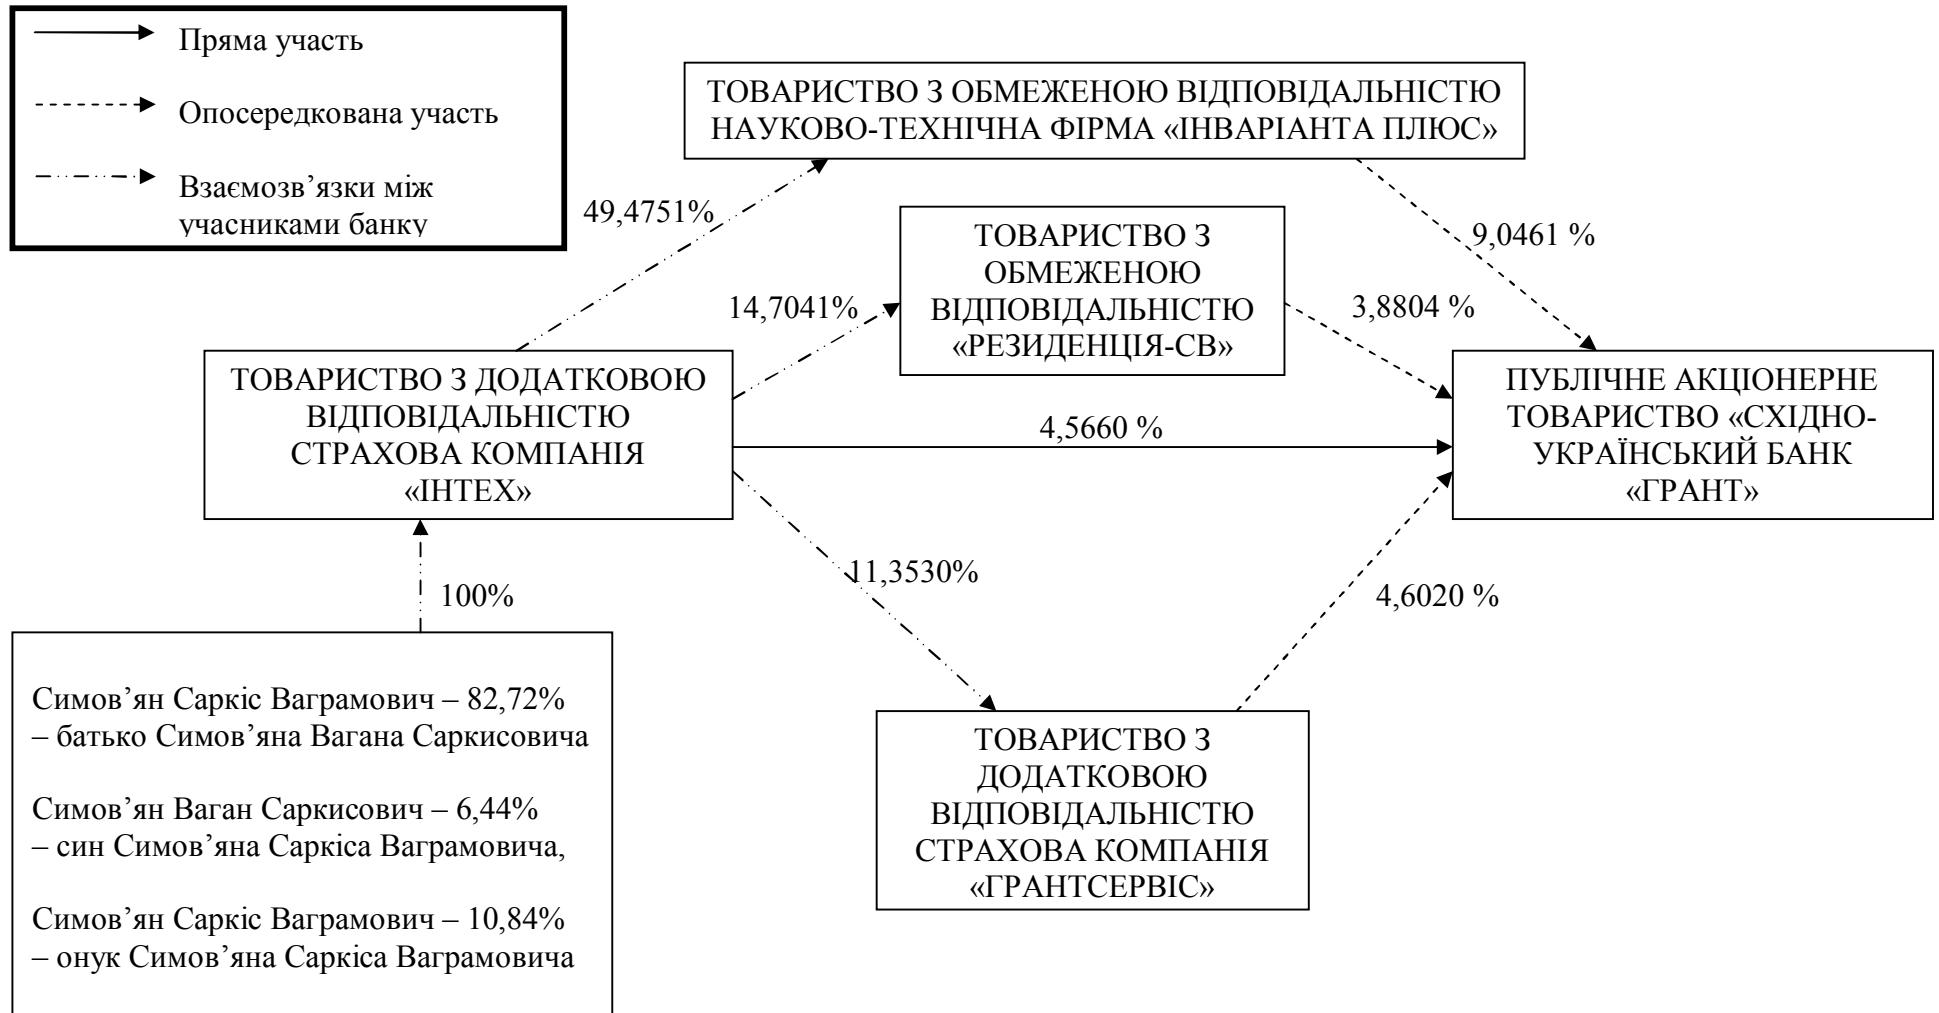 Пряма участь
Опосередкована участь
Взаємозв’язки між
учасниками банку
ТОВАРИСТВО З ОБМЕЖЕНОЮ ВІДПОВІДАЛЬНІСТЮ
НАУКОВО-ТЕХНІЧНА ФІРМА «ІНВАРІАНТА ПЛЮС»
49,4751%
9,0461 %
ТОВАРИСТВО З
ОБМЕЖЕНОЮ
ВІДПОВІДАЛЬНІСТЮ
«РЕЗИДЕНЦІЯ-СВ»
14,7041%
3,8804 %
ТОВАРИСТВО З ДОДАТКОВОЮ
ВІДПОВІДАЛЬНІСТЮ
СТРАХОВА КОМПАНІЯ
«ІНТЕХ»
4,5660 %
ПУБЛІЧНЕ АКЦІОНЕРНЕ
ТОВАРИСТВО «СХІДНО-
УКРАЇНСЬКИЙ БАНК
«ГРАНТ»
11,3530%
4,6020 %
100%
Симов’ян Саркіс Ваграмович – 82,72%
– батько Симов’яна Вагана Саркисовича
Симов’ян Ваган Саркисович – 6,44%
– син Симов’яна Саркіса Ваграмовича,
Симов’ян Саркіс Ваграмович – 10,84%
– онук Симов’яна Саркіса Ваграмовича
ТОВАРИСТВО З
ДОДАТКОВОЮ
ВІДПОВІДАЛЬНІСТЮ
СТРАХОВА КОМПАНІЯ
«ГРАНТСЕРВІС»